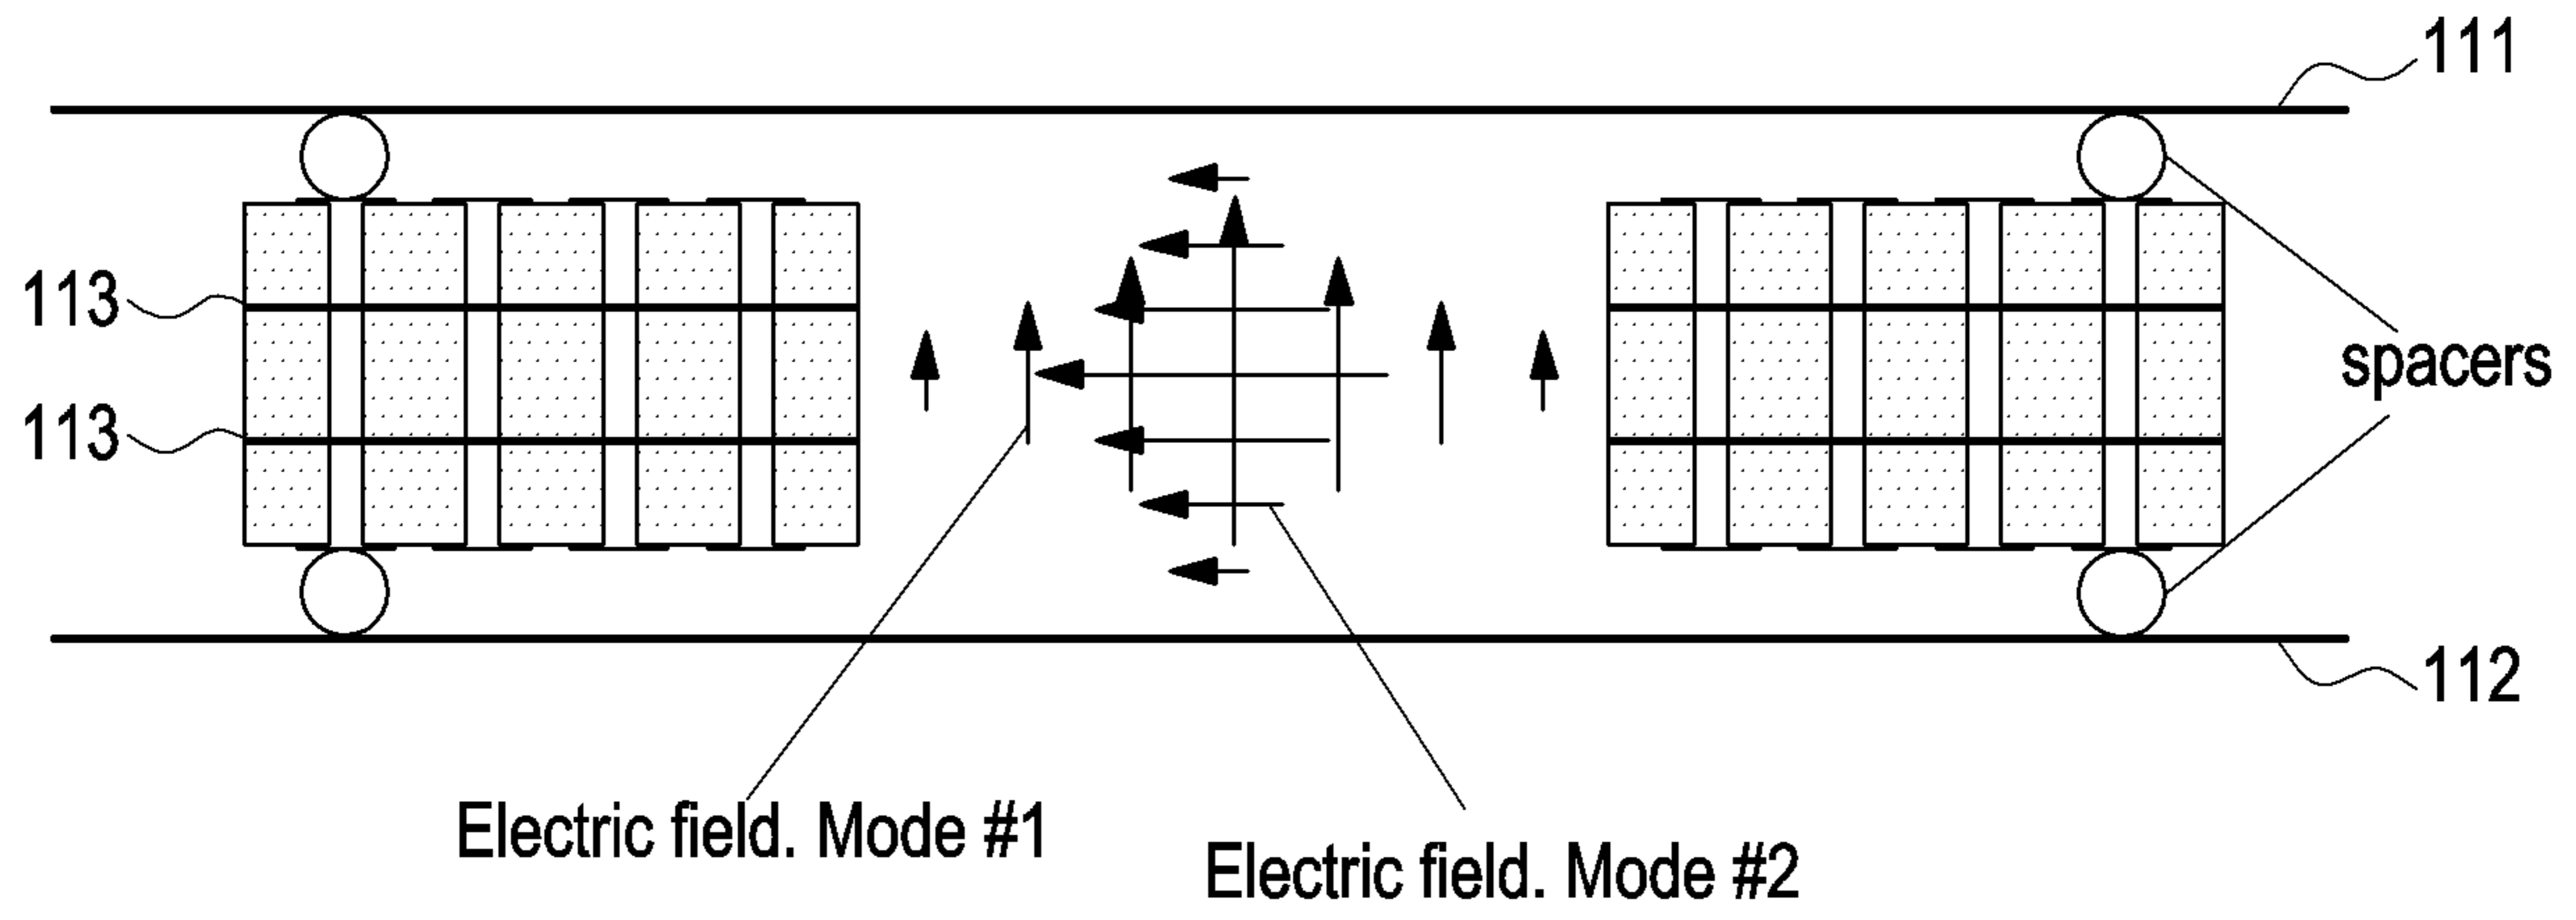 111
113
113
spacers
112
Electric field. Mode #1
Electric field. Mode #2